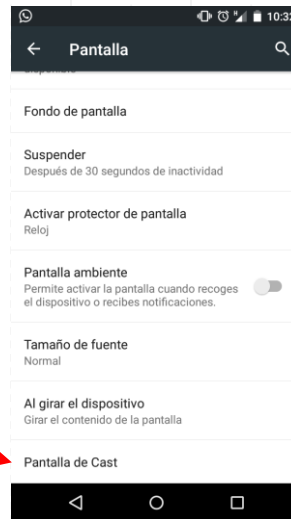 10:32
Pantalla
Fondo de pantalla
Suspender
Después de 30 segundos de inactividad
Activar protector de pantalla
Reloj
Pantalla ambiente
Permite activar la pantalla cuando recoges
el dispositivo o recibes notificaciones.
Tamaño de fuente
Normal
Al girar el dispositivo
Girar el contenido de la pantalla
Pantalla de Cast